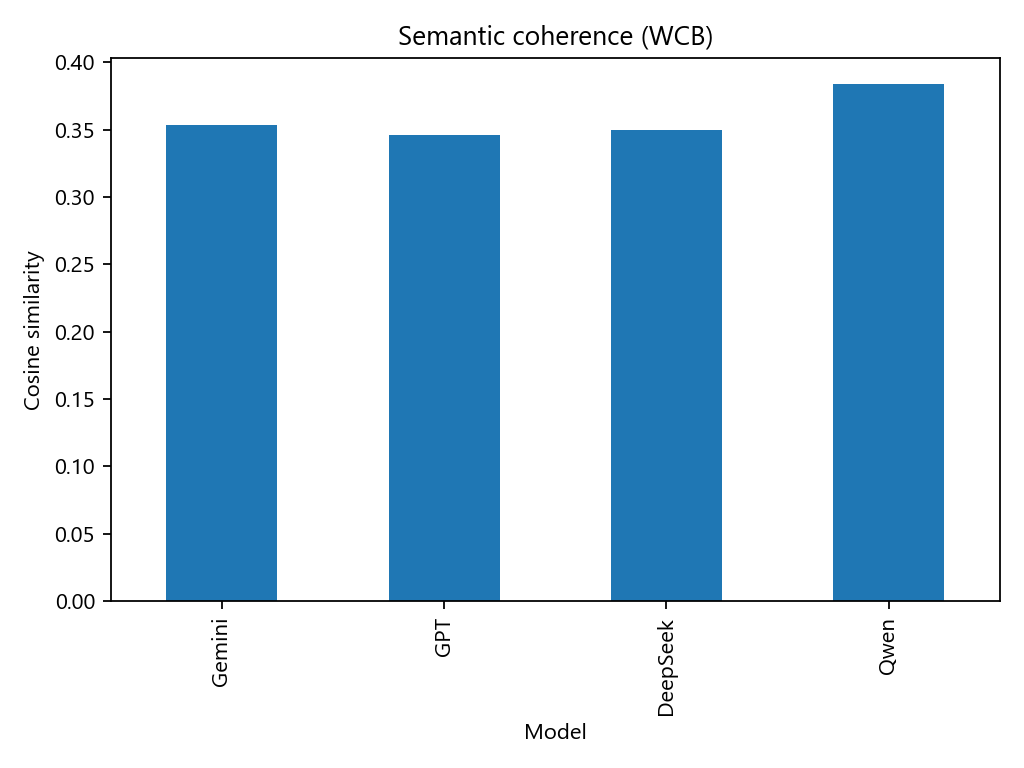 Semantic coherence (WCB)
Cosine similarity
0.40
0.35
0.30
0.25
0.20
0.15
0.10
0.05
0.00
Gemini
GPT
DeepSeek
Qwen
Model